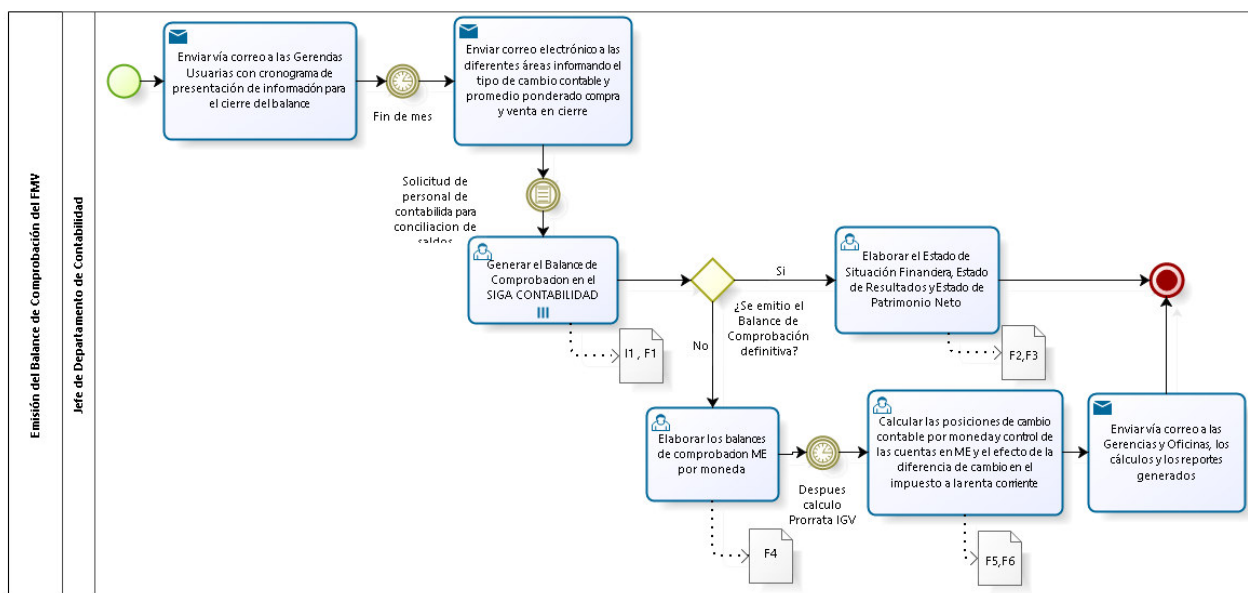 Emisión del Balance de Comprobación del FMV
Jefe de Departamento de Contabilidad
Enviar vía correo a las Gerencias
Usuarias con cronograma de
presentación de información para
el cierre del balance
Fin de mes
Enviar correo electrónico a las
diferentes áreas informando el
tipo de cambio contable y
promedio ponderado compra
y venta en cierre
Solicitud de
personal de
contabilida para
conciliacion de
saldos
Generar el Balance de
Comprobacion en el
SIGA CONTABILIDAD
I1 , F1
¿Se emitio el
Balance de
Comprobación
definitiva?
Si
Elaborar el Estado de
Situación Financiera, Estado
de Resultados y Estado de
Patrimonio Neto
F2,F3
No
Elaborar los balances
de comprobacion ME
por moneda
F4
Despues
calculo
Prorrata IGV
Calcular las posiciones de cambio
contable por moneda y control de
las cuentas en ME y el efecto de la
diferencia de cambio en el
impuesto a la renta corriente
F5,F6
Enviar vía correo a las
Gerencias y Oficinas, los
cálculos y los reportes
generados